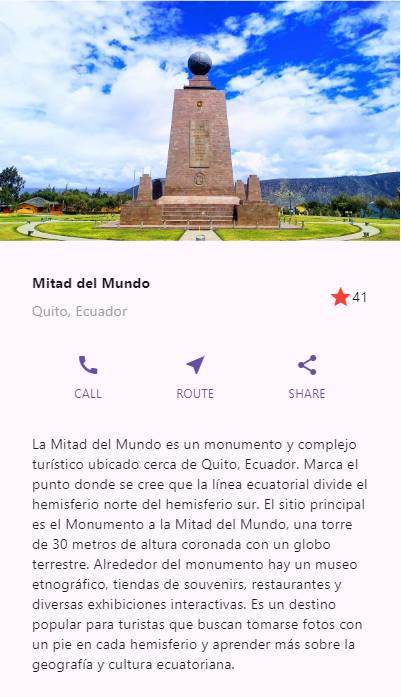 Mitad del Mundo
Quito, Ecuador
41
CALL
ROUTE
SHARE
La Mitad del Mundo es un monumento y complejo
turístico ubicado cerca de Quito, Ecuador. Marca el
punto donde se cree que la línea ecuatorial divide el
hemisferio norte del hemisferio sur. El sitio principal
es el Monumento a la Mitad del Mundo, una torre
de 30 metros de altura coronada con un globo
terrestre. Alrededor del monumento hay un museo
etnográfico, tiendas de souvenirs, restaurantes y
diversas exhibiciones interactivas. Es un destino
popular para turistas que buscan tomarse fotos con
un pie en cada hemisferio y aprender más sobre la
geografía y cultura ecuatoriana.